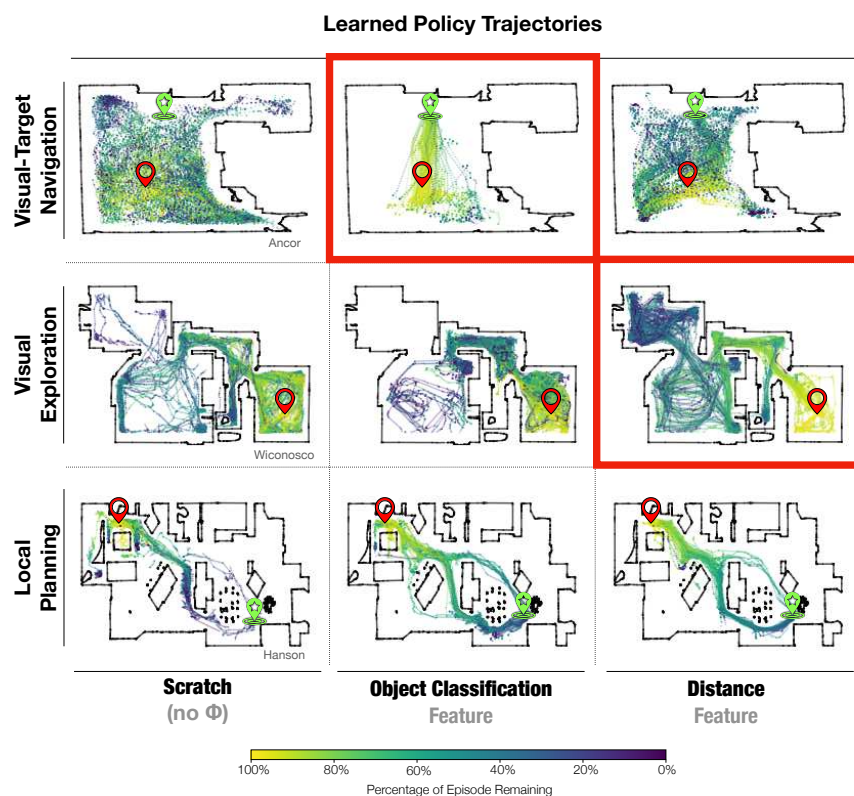 Learned Policy Trajectories
Visual-Target
Navigation
Ancor
Visual
Exploration
Wiconosco
Local
Planning
Hanson
Scratch
(no Φ)
Object Classification
Feature
Distance
Feature
100%
80%
60%
40%
20%
0%
Percentage of Episode Remaining